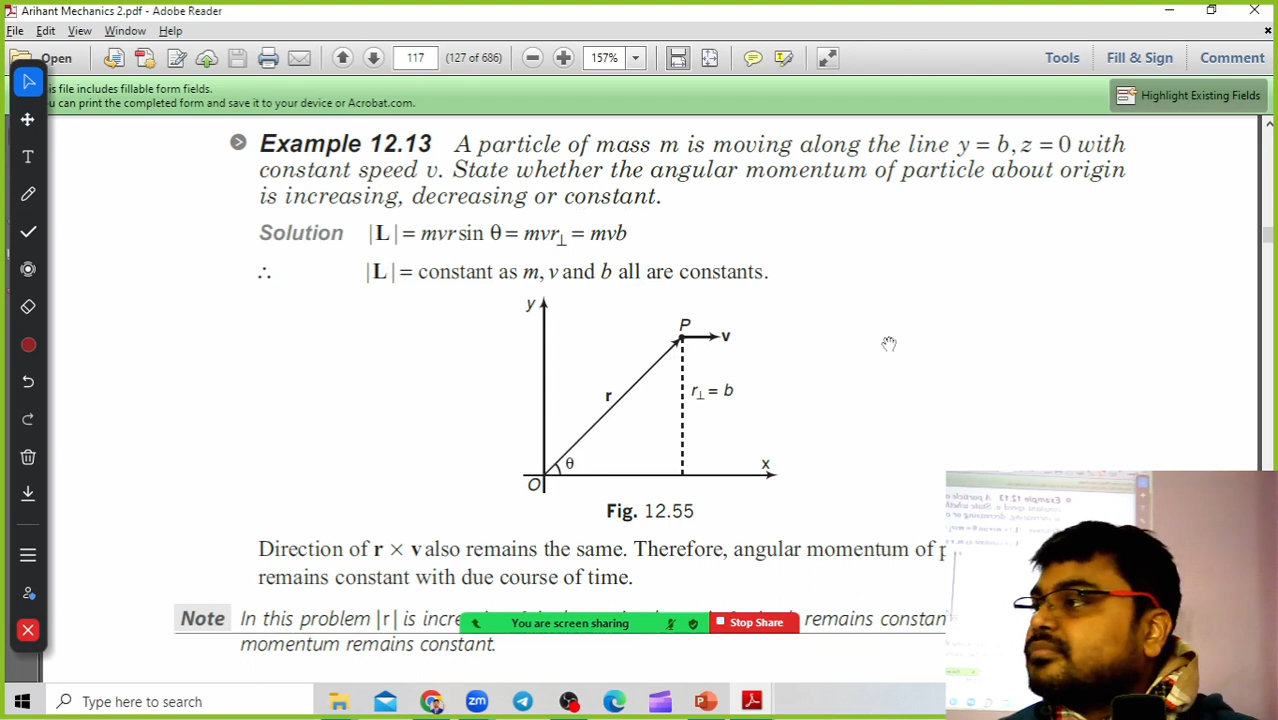 Arihant Mechanics 2.pdf - Adobe Reader
File Edit View Window Help
Open 117 (127 of 686) 157% Tools Fill & Sign Comment
is file includes fillable form fields.
u can print the completed form and save it to your device or Acrobat.com.
Highlight Existing Fields
Example 12.13 A particle of mass m is moving along the line y = b, z = 0 with
constant speed v. State whether the angular momentum of particle about origin
is increasing, decreasing or constant.
Solution |L| = mvr sin θ = mvr⊥ = mvb
∴ |L| = constant as m, v and b all are constants.
y
P
v
r⊥ = b
r
θ
x
O
Fig. 12.55
Direction of r × v also remains the same. Therefore, angular momentum of
remains constant with due course of time.
Note In this problem |r| is remains
momentum remains constant.
You are screen sharing Stop Share
Type here to search